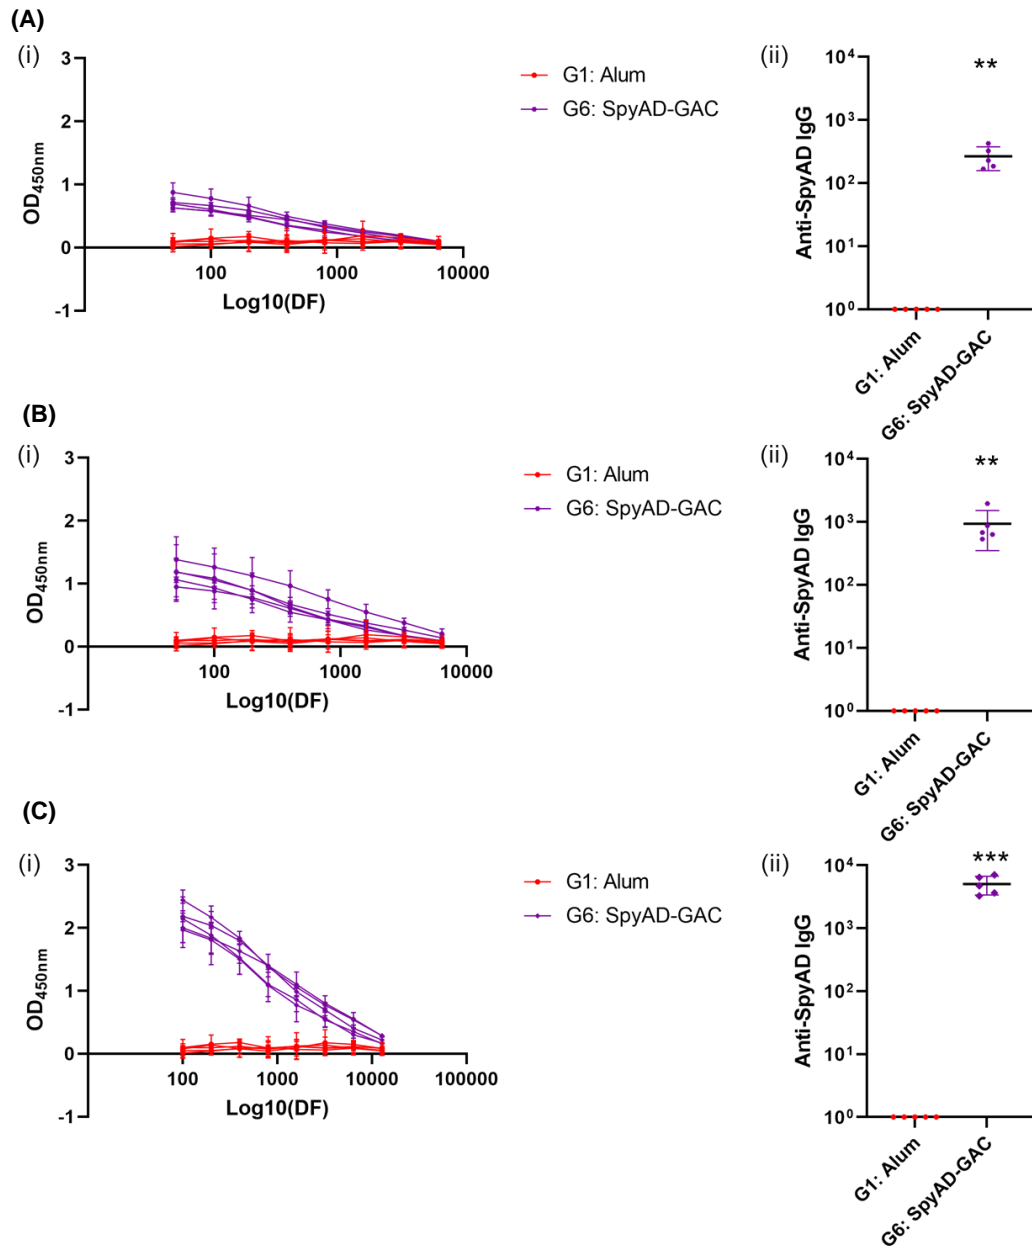 (A)
(i)
3
2
1
0
-1
OD450nm
100
1000
10000
Log10(DF)
G1: Alum
G6: SpyAD-GAC
(ii)
**
10⁴
10³
10²
10¹
10⁰
Anti-SpyAD IgG
G1: Alum
G6: SpyAD-GAC
(B)
(i)
3
2
1
0
-1
OD450nm
100
1000
10000
Log10(DF)
G1: Alum
G6: SpyAD-GAC
(ii)
**
10⁴
10³
10²
10¹
10⁰
Anti-SpyAD IgG
G1: Alum
G6: SpyAD-GAC
(C)
(i)
3
2
1
0
-1
OD450nm
100
1000
10000
100000
Log10(DF)
G1: Alum
G6: SpyAD-GAC
(ii)
***
10⁴
10³
10²
10¹
10⁰
Anti-SpyAD IgG
G1: Alum
G6: SpyAD-GAC